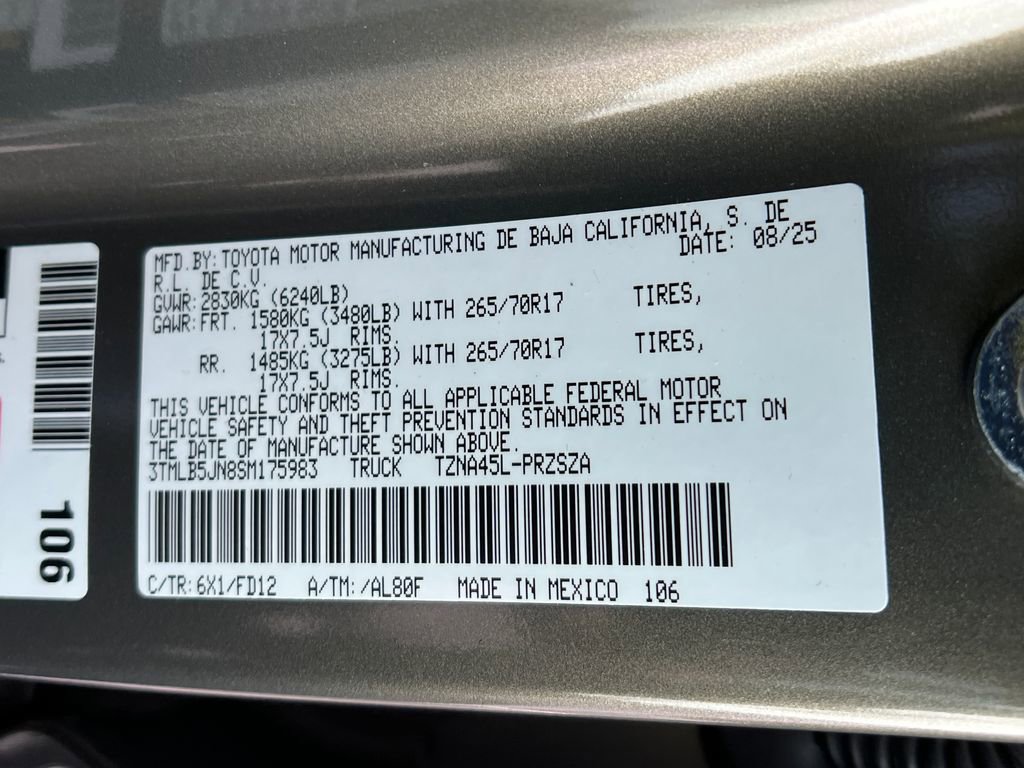 MFD.BY: TOYOTA MOTOR MANUFACTURING DE BAJA CALIFORNIA, S. DE
R.L. DE C.V. DATE: 08/25
GVWR: 2830KG (6240LB)
GAWR: FRT. 1580KG (3480LB) WITH 265/70R17 TIRES,
17X7.5J RIMS.
RR. 1485KG (3275LB) WITH 265/70R17 TIRES,
17X7.5J RIMS.
THIS VEHICLE CONFORMS TO ALL APPLICABLE FEDERAL MOTOR
VEHICLE SAFETY AND THEFT PREVENTION STANDARDS IN EFFECT ON
THE DATE OF MANUFACTURE SHOWN ABOVE.
3TMLB5JN8SM175983 TRUCK TZNA45L-PRZSZA
C/TR: 6X1/FD12 A/TM: /AL80F MADE IN MEXICO 106
106